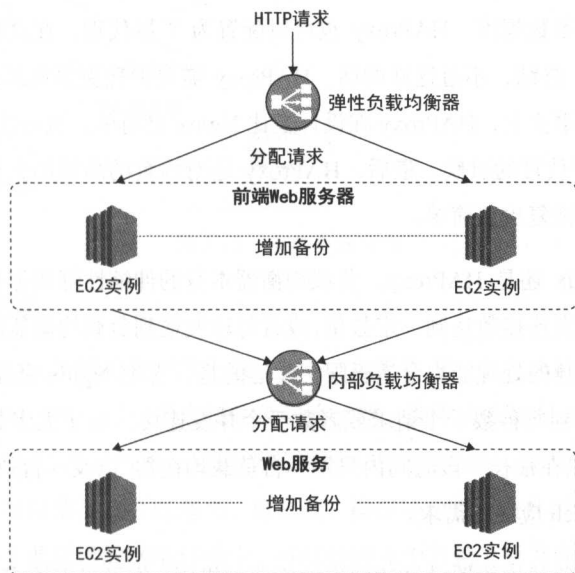 HTTP请求
弹性负载均衡器
分配请求
前端Web服务器
增加备份
EC2实例
EC2实例
内部负载均衡器
分配请求
Web服务
增加备份
EC2实例
EC2实例